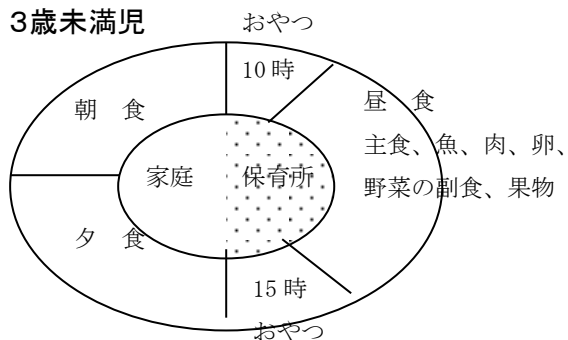 3歳未満児
おやつ
10時
朝　食
昼　食
主食、魚、肉、卵、
野菜の副食、果物
家庭
保育所
夕　食
15時
おやつ